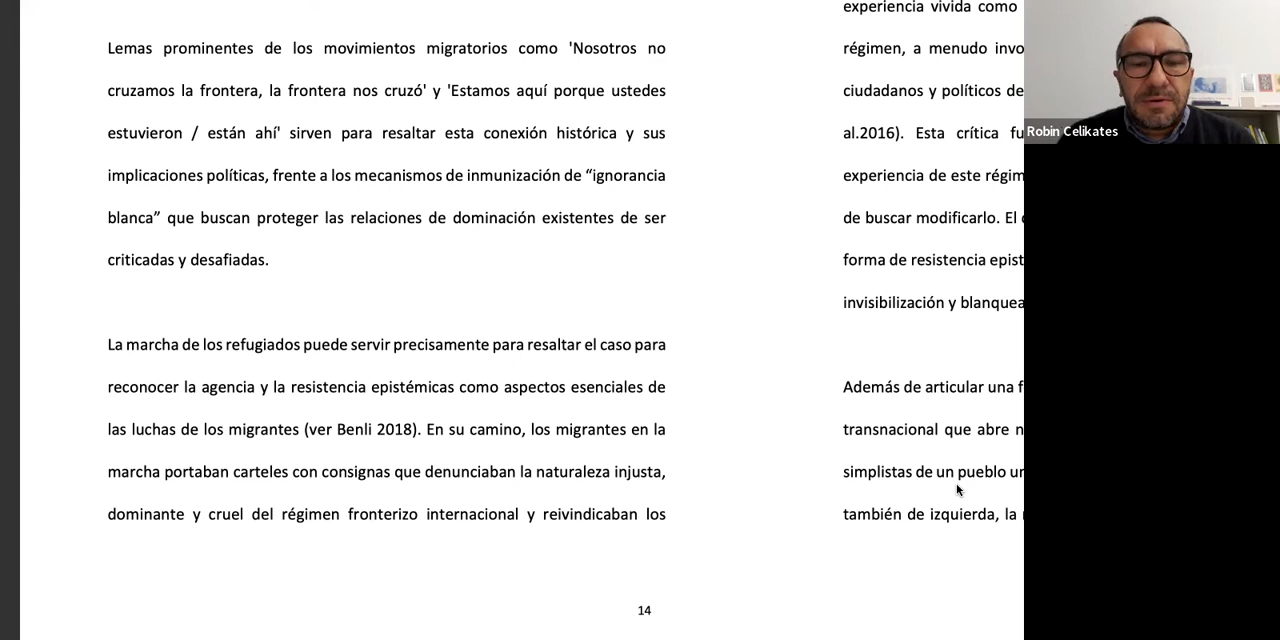 Lemas prominentes de los movimientos migratorios como 'Nosotros no
cruzamos la frontera, la frontera nos cruzó' y 'Estamos aquí porque ustedes
estuvieron / están ahí' sirven para resaltar esta conexión histórica y sus
implicaciones políticas, frente a los mecanismos de inmunización de “ignorancia
blanca” que buscan proteger las relaciones de dominación existentes de ser
criticadas y desafiadas.
La marcha de los refugiados puede servir precisamente para resaltar el caso para
reconocer la agencia y la resistencia epistémicas como aspectos esenciales de
las luchas de los migrantes (ver Benli 2018). En su camino, los migrantes en la
marcha portaban carteles con consignas que denunciaban la naturaleza injusta,
dominante y cruel del régimen fronterizo internacional y reivindicaban los
14
experiencia vivida como
régimen, a menudo invo
ciudadanos y políticos de
al.2016). Esta crítica fu
experiencia de este régim
de buscar modificarlo. El
forma de resistencia epist
invisibilización y blanquea
Además de articular una f
transnacional que abre n
simplistas de un pueblo un
también de izquierda, la
Robin Celikates